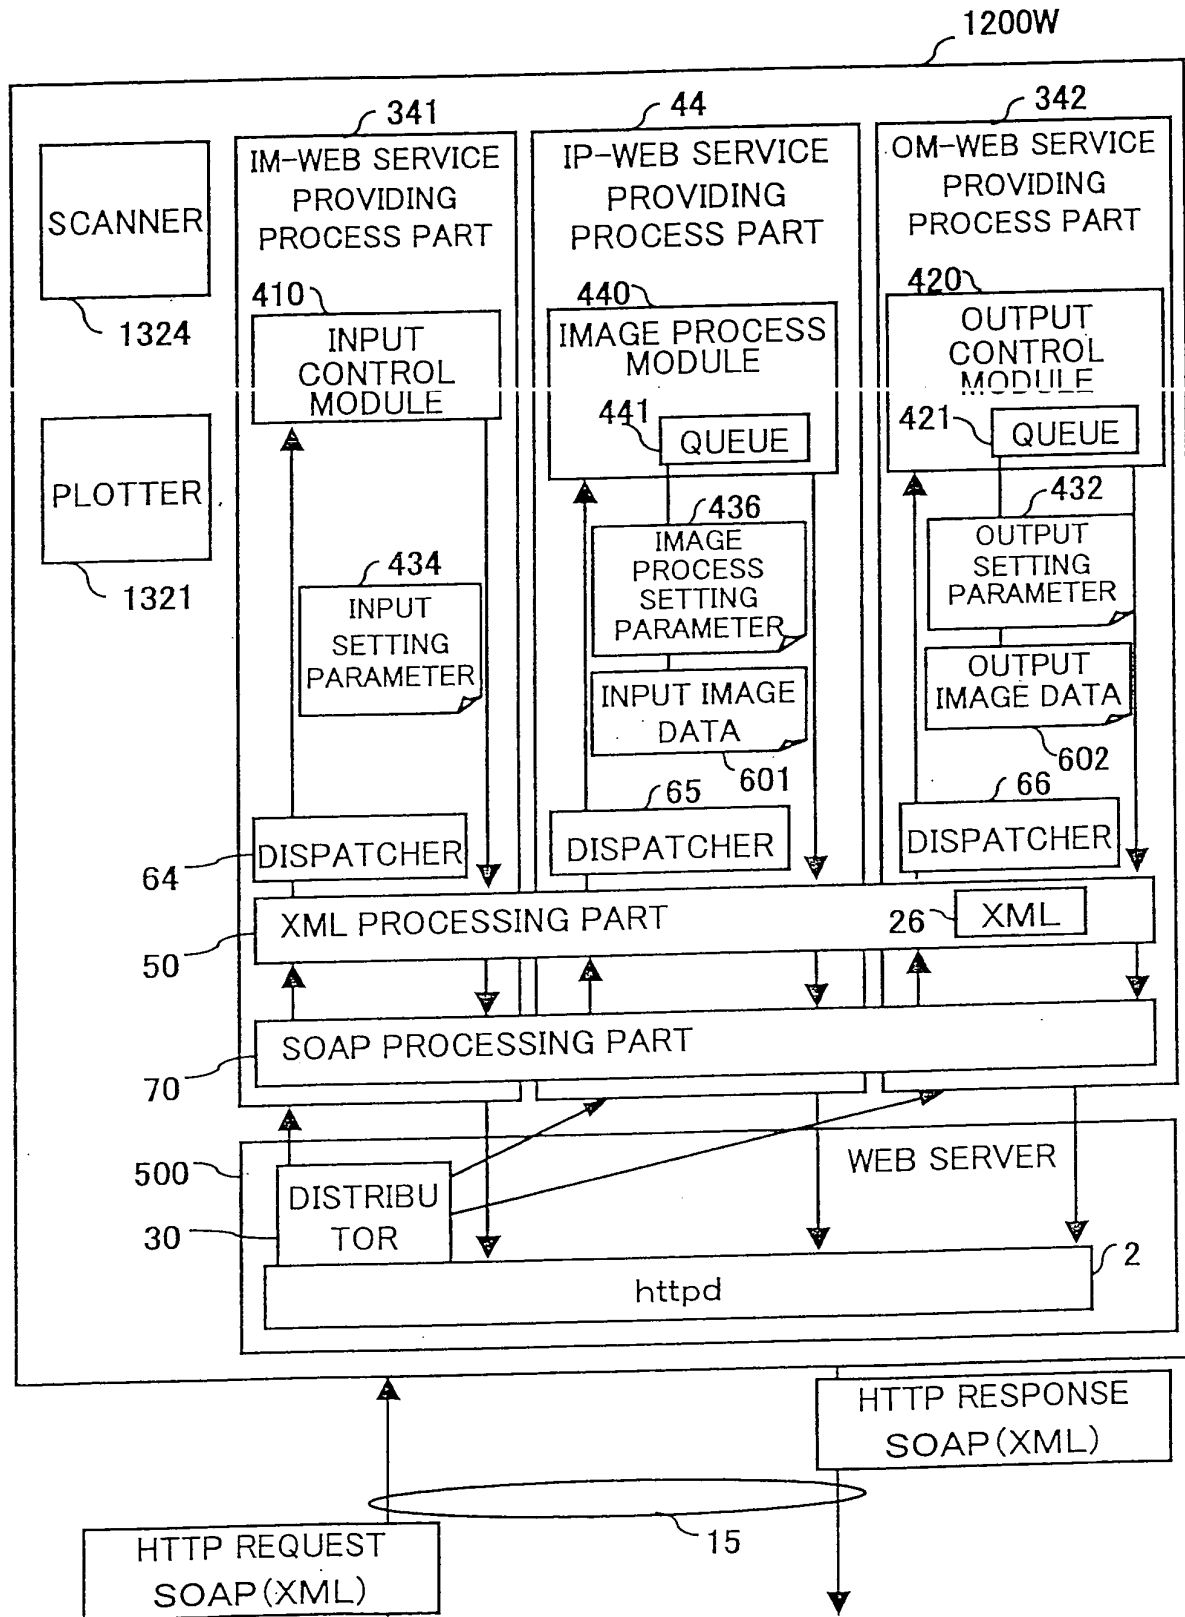 1200W
341
44
342
IM-WEB SERVICE
PROVIDING
PROCESS PART
IP-WEB SERVICE
PROVIDING
PROCESS PART
OM-WEB SERVICE
PROVIDING
PROCESS PART
SCANNER
1324
410
INPUT
CONTROL
MODULE
440
IMAGE PROCESS
MODULE
441
QUEUE
420
OUTPUT
CONTROL
MODULE
421
QUEUE
PLOTTER
1321
434
INPUT
SETTING
PARAMETER
436
IMAGE
PROCESS
SETTING
PARAMETER
INPUT IMAGE
DATA
601
432
OUTPUT
SETTING
PARAMETER
OUTPUT
IMAGE DATA
602
64
DISPATCHER
65
DISPATCHER
66
DISPATCHER
XML PROCESSING PART
26
XML
50
SOAP PROCESSING PART
70
500
WEB SERVER
DISTRIBU
TOR
30
2
httpd
HTTP RESPONSE
SOAP(XML)
15
HTTP REQUEST
SOAP(XML)